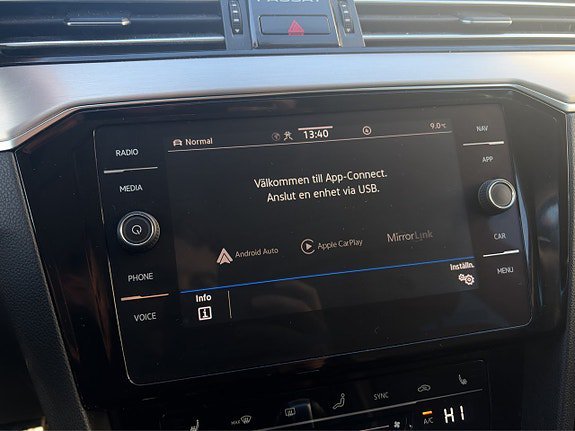 PASSAT
Normal
13:40
9.0°C
RADIO
MEDIA
PHONE
VOICE
NAV
APP
CAR
MENU
Välkommen till App-Connect.
Anslut en enhet via USB.
Android Auto
Apple CarPlay
MirrorLink
Info
Inställn.
MAX
SYNC
A/C
HI